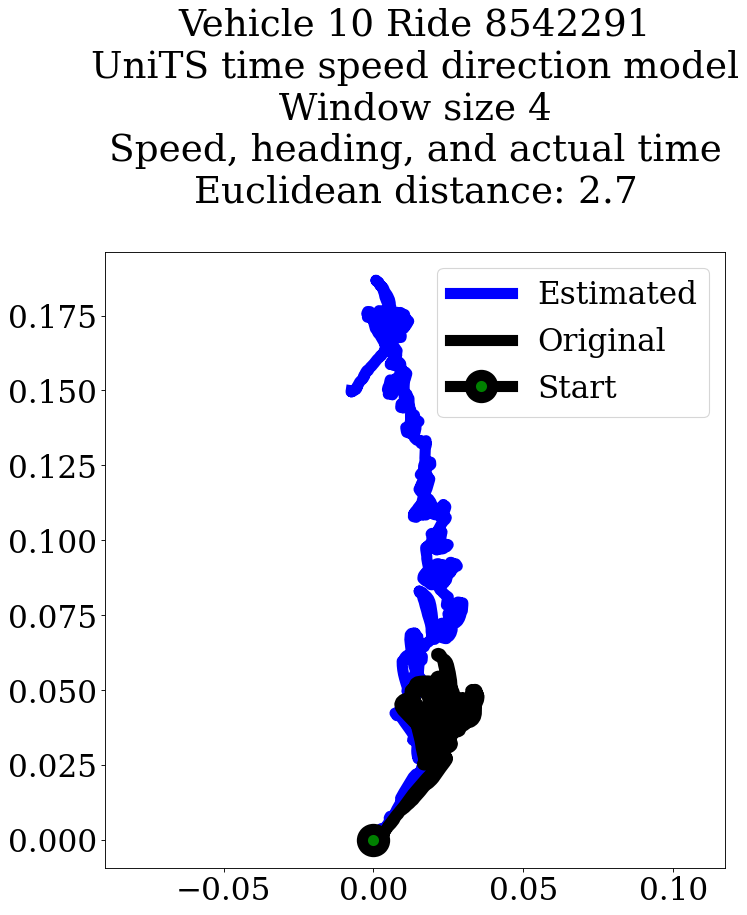 Vehicle 10 Ride 8542291
UniTS time speed direction model
Window size 4
Speed, heading, and actual time
Euclidean distance: 2.7
Estimated
Original
Start
0.175
0.150
0.125
0.100
0.075
0.050
0.025
0.000
−0.05 0.00 0.05 0.10